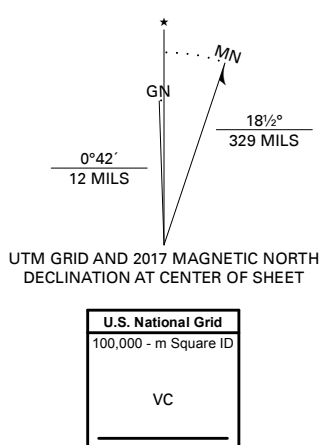 ★
MN
GN
18½°
329 MILS
0°42´
12 MILS
UTM GRID AND 2017 MAGNETIC NORTH
DECLINATION AT CENTER OF SHEET
U.S. National Grid
100,000 - m Square ID
VC